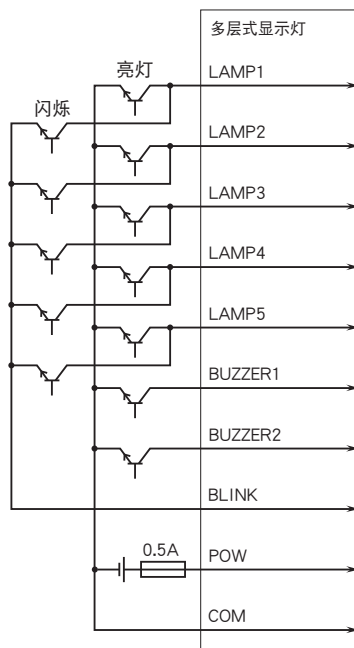 多层式显示灯
亮灯
LAMP1
闪烁
LAMP2
LAMP3
LAMP4
LAMP5
BUZZER1
BUZZER2
BLINK
0.5A
POW
COM